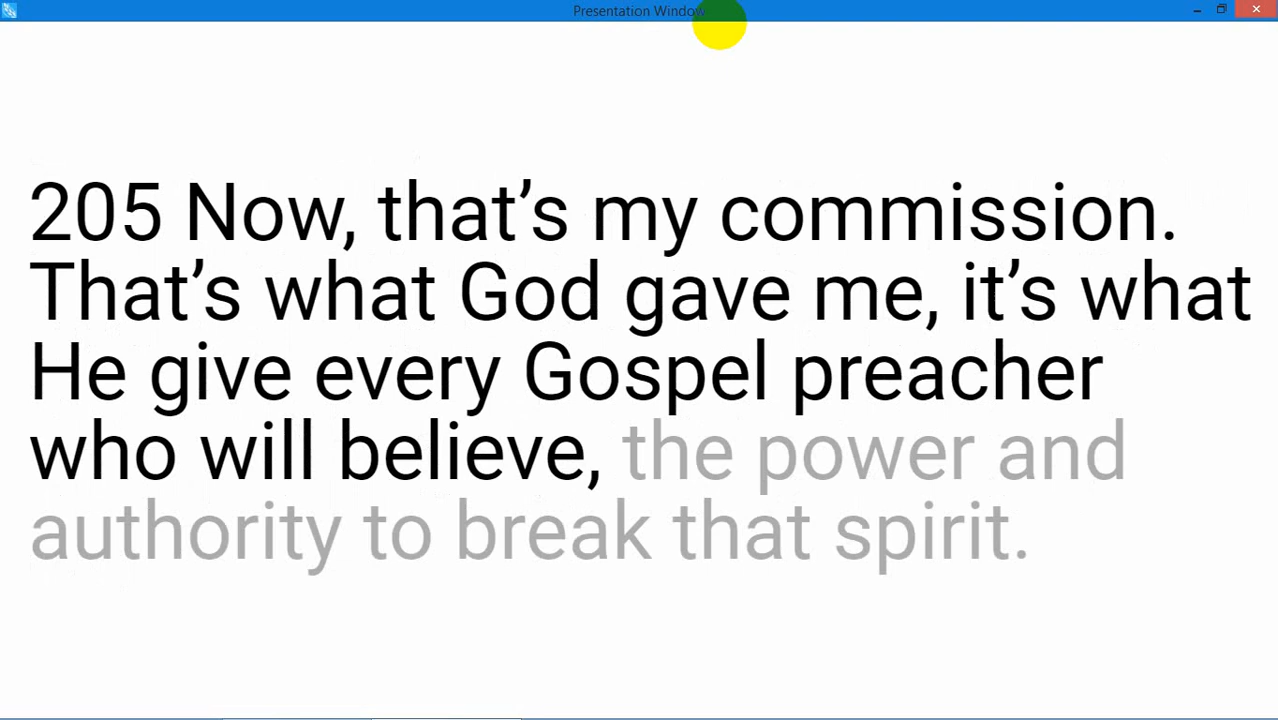 Presentation Window
205 Now, that’s my commission.
That’s what God gave me, it’s what
He give every Gospel preacher
who will believe, the power and
authority to break that spirit.